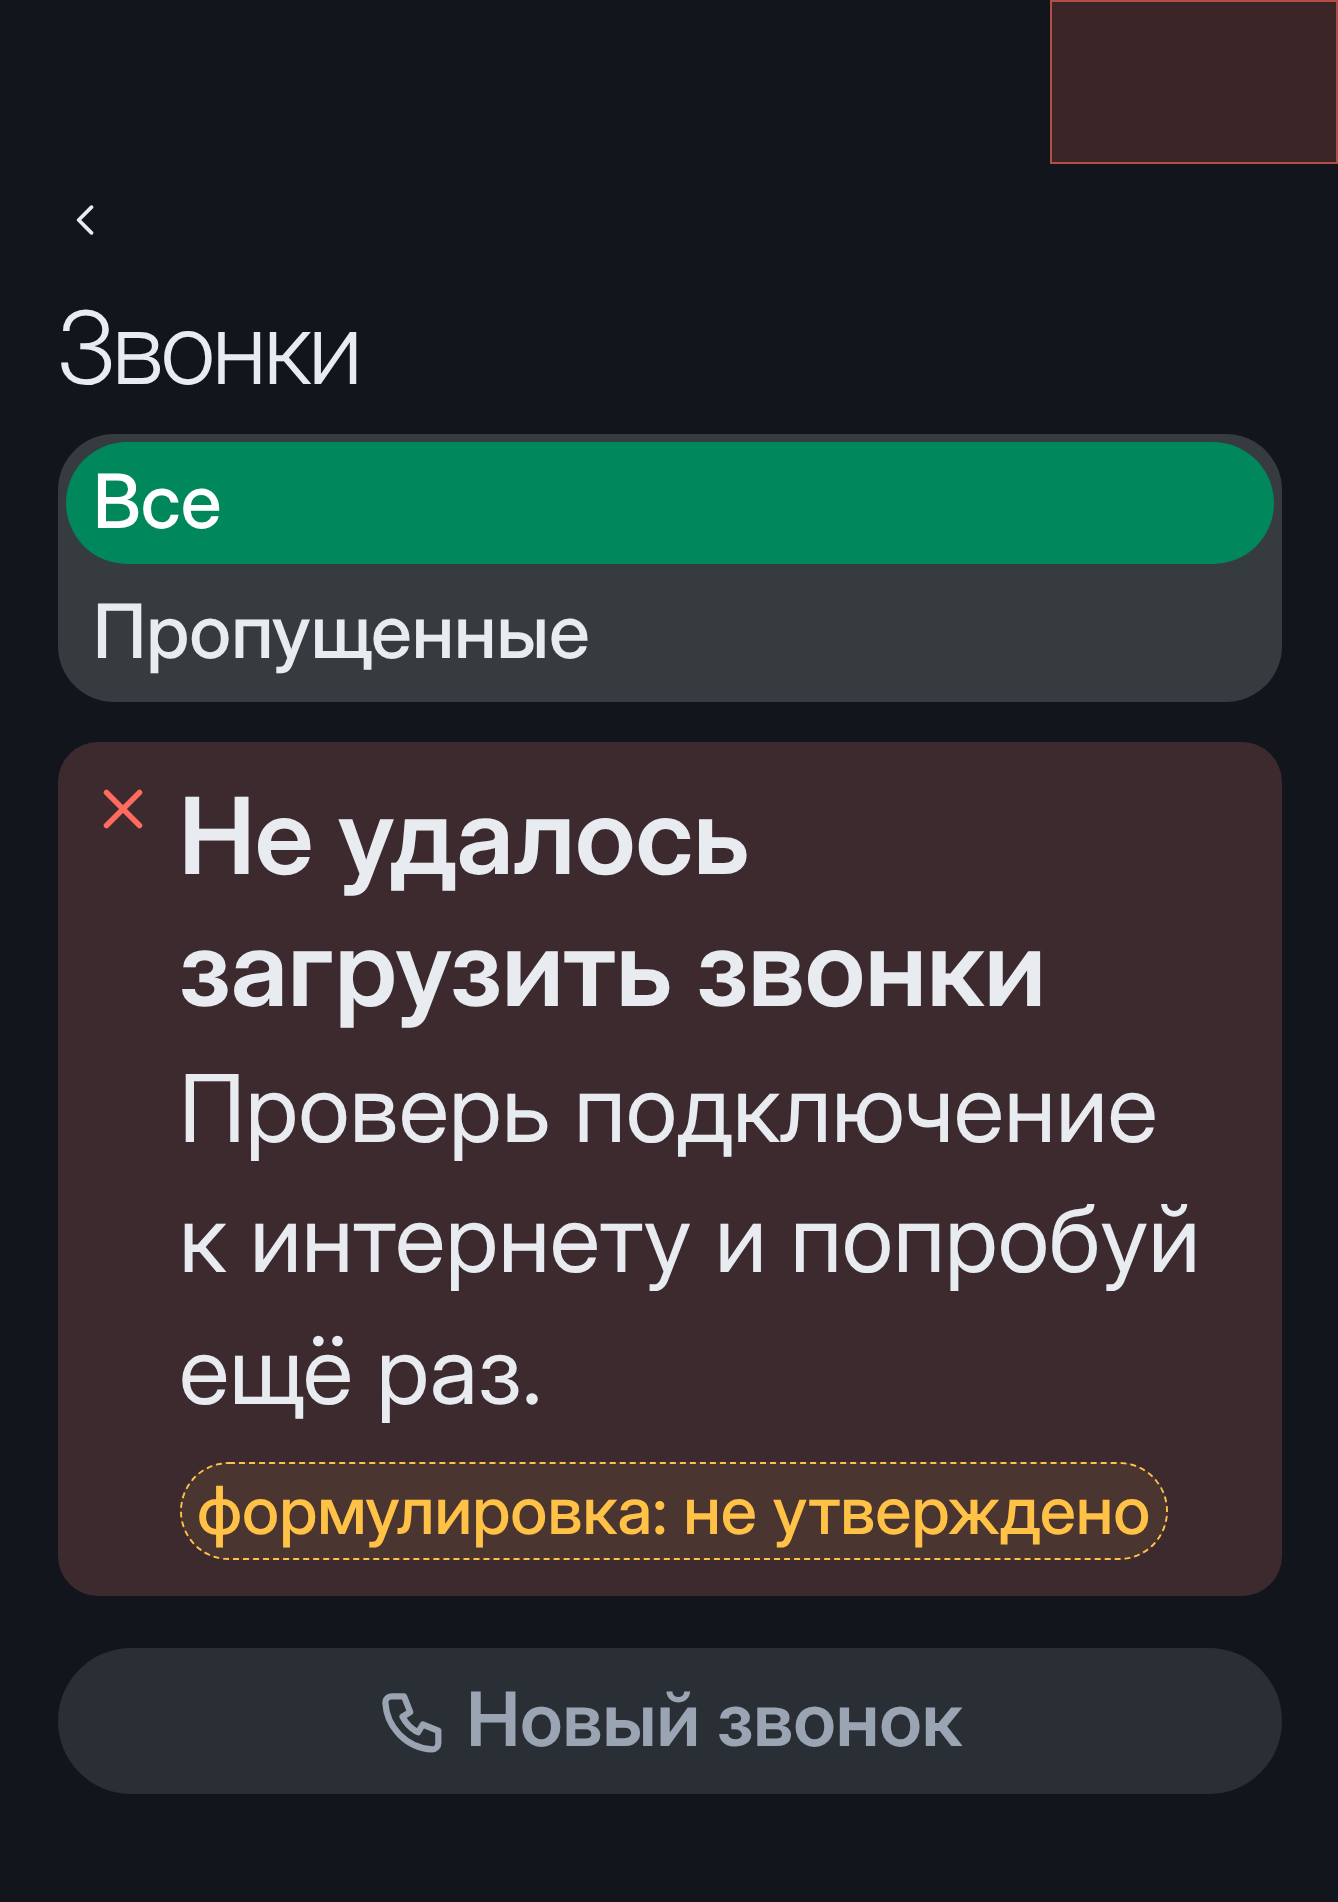 Звонки
Все
Пропущенные
Не удалось
загрузить звонки
Проверь подключение
к интернету и попробуй
ещё раз.
формулировка: не утверждено
Новый звонок